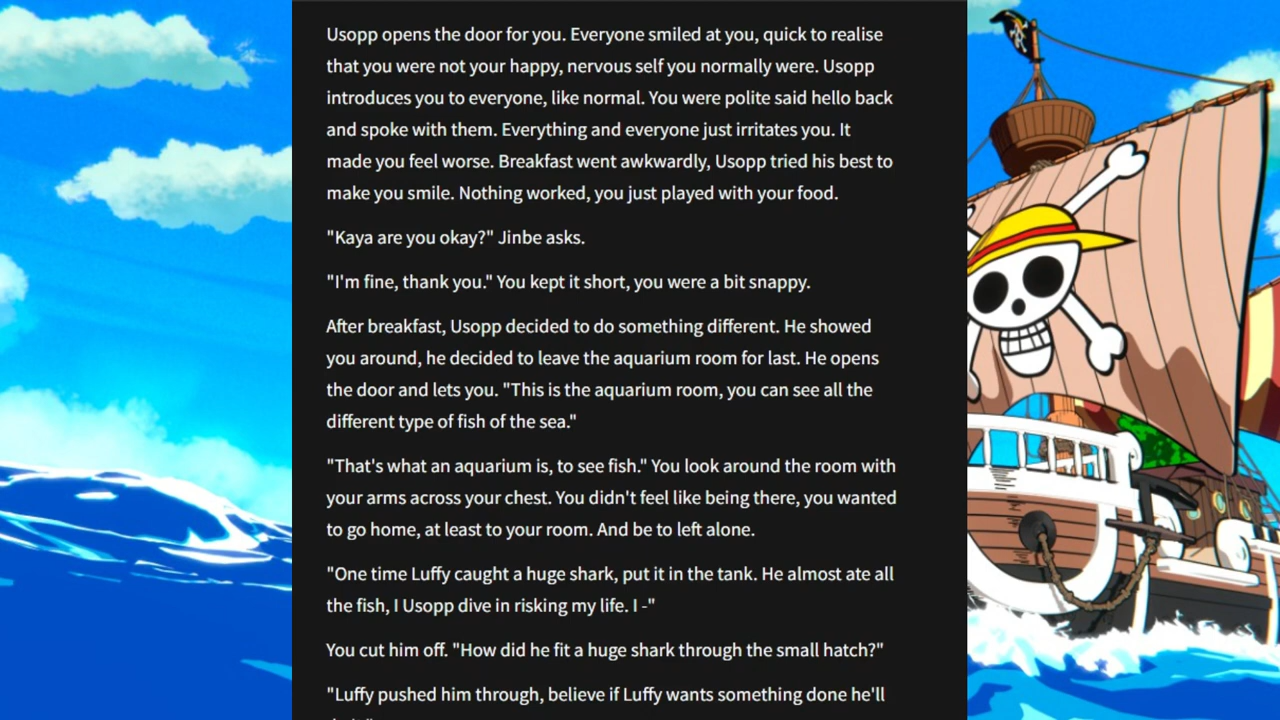 Usopp opens the door for you. Everyone smiled at you, quick to realise
that you were not your happy, nervous self you normally were. Usopp
introduces you to everyone, like normal. You were polite said hello back
and spoke with them. Everything and everyone just irritates you. It
made you feel worse. Breakfast went awkwardly, Usopp tried his best to
make you smile. Nothing worked, you just played with your food.
"Kaya are you okay?" Jinbe asks.
"I'm fine, thank you." You kept it short, you were a bit snappy.
After breakfast, Usopp decided to do something different. He showed
you around, he decided to leave the aquarium room for last. He opens
the door and lets you. "This is the aquarium room, you can see all the
different type of fish of the sea."
"That's what an aquarium is, to see fish." You look around the room with
your arms across your chest. You didn't feel like being there, you wanted
to go home, at least to your room. And be to left alone.
"One time Luffy caught a huge shark, put it in the tank. He almost ate all
the fish, I Usopp dive in risking my life. I -"
You cut him off. "How did he fit a huge shark through the small hatch?"
"Luffy pushed him through, believe if Luffy wants something done he'll